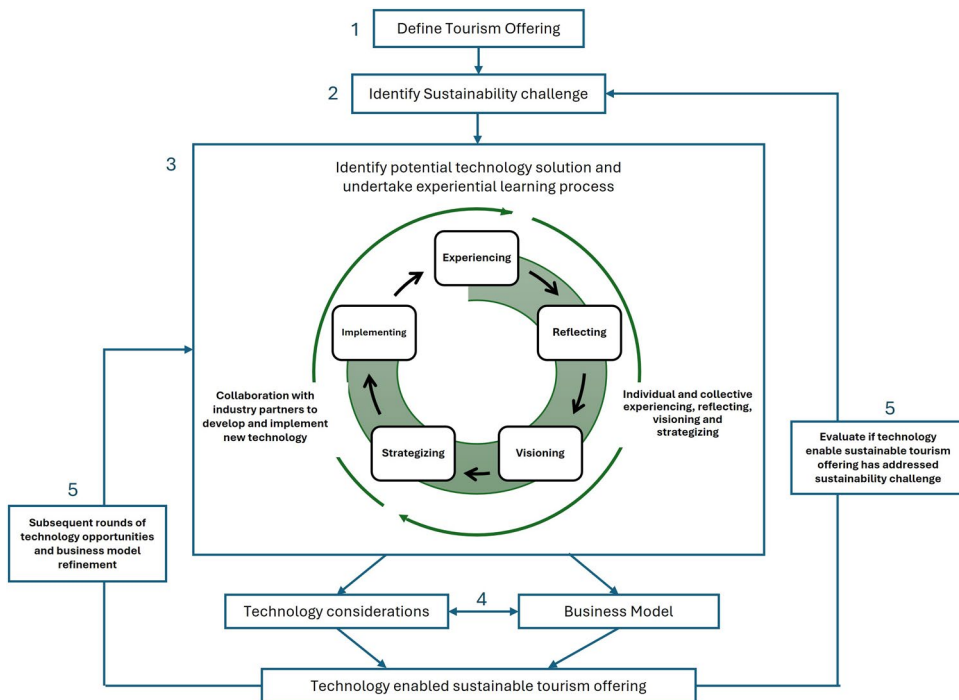 1
Define Tourism Offering
2
Identify Sustainability challenge
3
Identify potential technology solution and
undertake experiential learning process
Experiencing
Reflecting
Visioning
Strategizing
Implementing
Collaboration with
industry partners to
develop and implement
new technology
Individual and collective
experiencing, reflecting,
visioning and
strategizing
5
Evaluate if technology
enable sustainable tourism
offering has addressed
sustainability challenge
5
Subsequent rounds of
technology opportunities
and business model
refinement
Technology considerations
4
Business Model
Technology enabled sustainable tourism offering